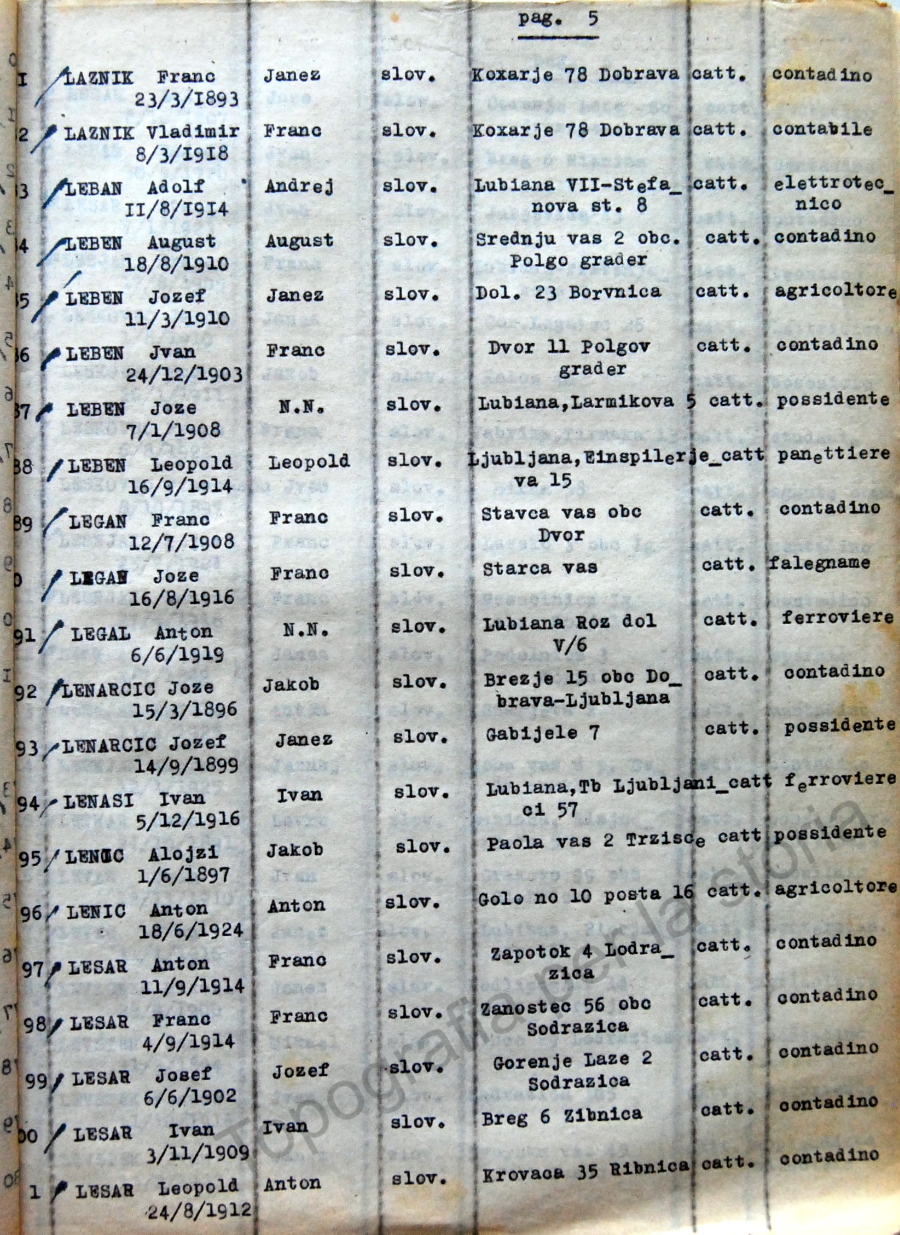 pag. 5
1 LAZNIK Franc Janez slov. Koxarje 78 Dobrava catt. contadino
23/3/1893
2 LAZNIK Vladimir Franc slov. Koxarje 78 Dobrava catt. contabile
8/3/1918
3 LEBAN Adolf Andrej slov. Lubiana VII-Stefa_ catt. elettrotec_
II/8/1914 nova st. 8 nico
4 LEBEN August August slov. Srednju vas 2 obc. catt. contadino
18/8/1910 Polgo grader
5 LEBEN Jozef Janez slov. Dol. 23 Borvnica catt. agricoltore
11/3/1910
6 LEBEN Jvan Franc slov. Dvor 11 Polgov catt. contadino
24/12/1903 grader
87 LEBEN Joze N.N. slov. Lubiana,Larmikova 5 catt. possidente
7/1/1908
88 LEBEN Leopold Leopold slov. Ljubljana,Einspilerje_catt panettiere
16/9/1914 va 15
89 LEGAN Franc Franc slov. Stavca vas obc catt. contadino
12/7/1908 Dvor
0 LEGAN Joze Franc slov. Starca vas catt. falegname
16/8/1916
91 LEGAL Anton N.N. slov. Lubiana Roz dol catt. ferroviere
6/6/1919 V/6
92 LENARCIC Joze Jakob slov. Brezje 15 obc Do_ catt. contadino
15/3/1896 brava-Ljubljana
93 LENARCIC Jozef Janez slov. Gabijele 7 catt. possidente
14/9/1899
94 LENASI Ivan Ivan slov. Lubiana,Tb Ljubljani_catt ferroviere
5/12/1916 ci 57
95 Alojzi Jakob slov. Paola vas 2 Trzisce catt possidente
1/6/1897
96 LENIC Anton Anton slov. Golo no 10 posta 16 catt. agricoltore
18/6/1924
97 LESAR Anton Franc slov. Zapotok 4 Lodra_ catt. contadino
11/9/1914 zica
98 LESAR Franc Franc slov. Zanostec 56 obc catt. contadino
4/9/1914 Sodrazica
99 LESAR Josef Jozef slov. Gorenje Laze 2 catt. contadino
6/6/1902 Sodrazica
00 LESAR Ivan Ivan slov. Breg 6 Zibnica catt. contadino
3/11/1909
1 LESAR Leopold Anton slov. Krovaca 35 Ribnica catt. contadino
24/8/1912
Topografia per la storia